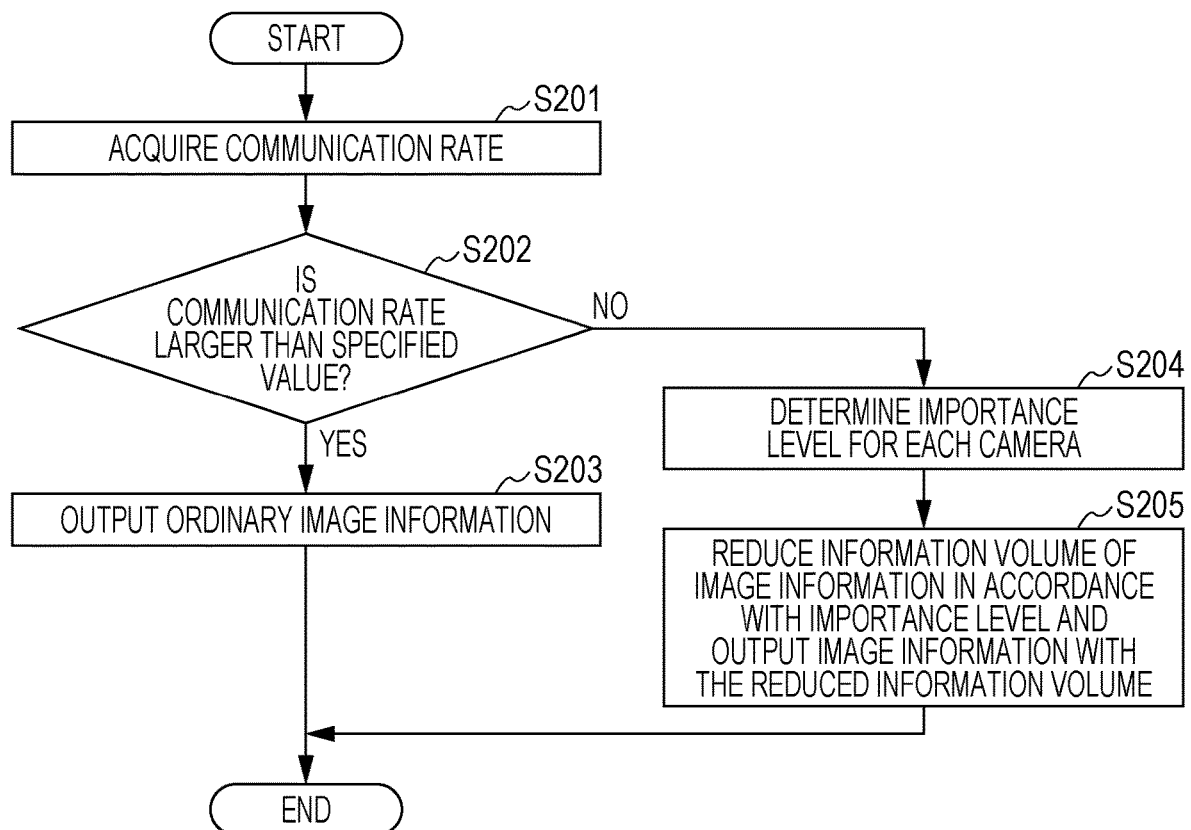 START
S201
ACQUIRE COMMUNICATION RATE
S202
IS
COMMUNICATION RATE
LARGER THAN SPECIFIED
VALUE?
NO
YES
S203
OUTPUT ORDINARY IMAGE INFORMATION
S204
DETERMINE IMPORTANCE
LEVEL FOR EACH CAMERA
S205
REDUCE INFORMATION VOLUME OF
IMAGE INFORMATION IN ACCORDANCE
WITH IMPORTANCE LEVEL AND
OUTPUT IMAGE INFORMATION WITH
THE REDUCED INFORMATION VOLUME
END